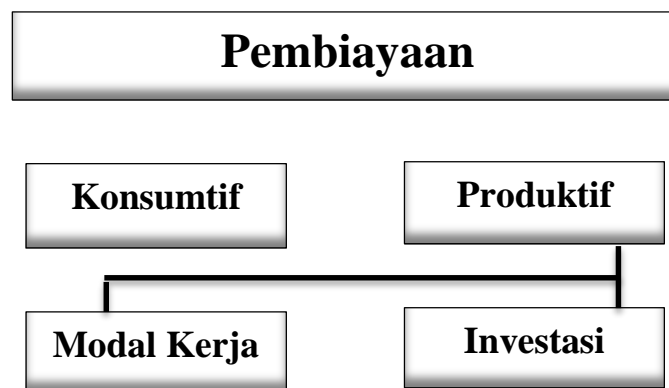 Pembiayaan
Konsumtif
Produktif
Modal Kerja
Investasi